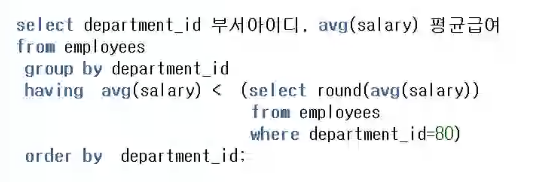 select department_id 부서아이디, avg(salary) 평균급여
from employees
group by department_id
having avg(salary) < (select round(avg(salary))
from employees
where department_id=80)
order by department_id;